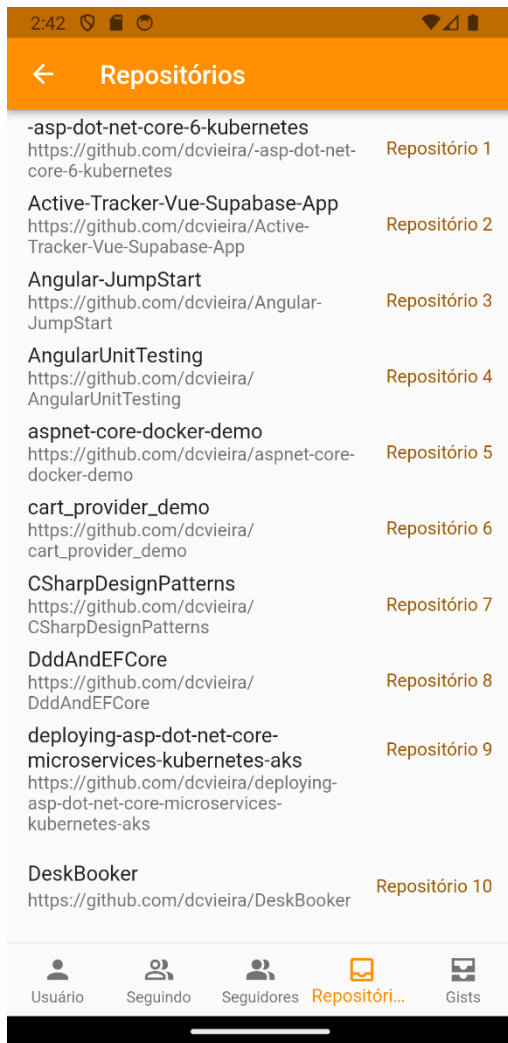 2:42
Repositórios
-asp-dot-net-core-6-kubernetes
https://github.com/dcvieira/-asp-dot-net-
core-6-kubernetes
Repositório 1
Active-Tracker-Vue-Supabase-App
https://github.com/dcvieira/Active-
Tracker-Vue-Supabase-App
Repositório 2
Angular-JumpStart
https://github.com/dcvieira/Angular-
JumpStart
Repositório 3
AngularUnitTesting
https://github.com/dcvieira/
AngularUnitTesting
Repositório 4
aspnet-core-docker-demo
https://github.com/dcvieira/aspnet-core-
docker-demo
Repositório 5
cart_provider_demo
https://github.com/dcvieira/
cart_provider_demo
Repositório 6
CSharpDesignPatterns
https://github.com/dcvieira/
CSharpDesignPatterns
Repositório 7
DddAndEFCore
https://github.com/dcvieira/
DddAndEFCore
Repositório 8
deploying-asp-dot-net-core-
microservices-kubernetes-aks
https://github.com/dcvieira/deploying-
asp-dot-net-core-microservices-
kubernetes-aks
Repositório 9
DeskBooker
https://github.com/dcvieira/DeskBooker
Repositório 10
Usuário
Seguindo
Seguidores
Repositóri...
Gists